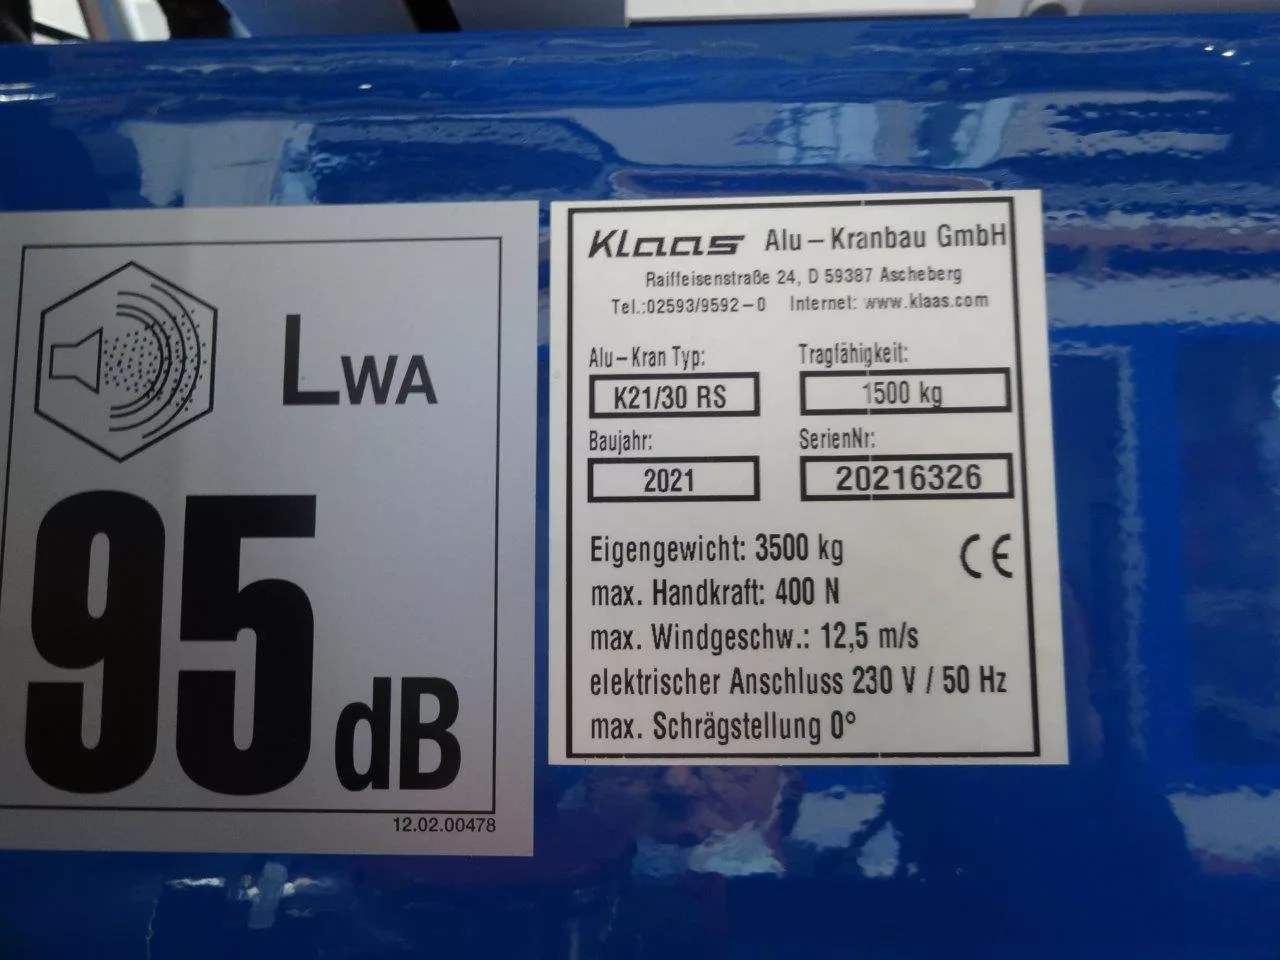 LWA
95 dB
12.02.00478
Klaas Alu-Kranbau GmbH
Raiffeisenstraße 24, D 59387 Ascheberg
Tel.:02593/9592-0 Internet: www.klaas.com
Alu-Kran Typ: Tragfähigkeit:
K21/30 RS 1500 kg
Baujahr: SerienNr:
2021 20216326
Eigengewicht: 3500 kg CE
max. Handkraft: 400 N
max. Windgeschw.: 12,5 m/s
elektrischer Anschluss 230 V / 50 Hz
max. Schrägstellung 0°